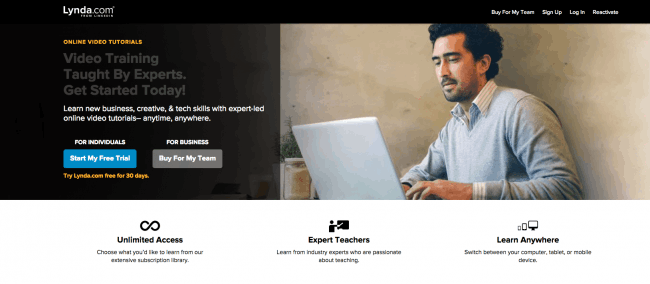 Lynda.com®
FROM LINKEDIN
Buy For My Team Sign Up Log In Reactivate
ONLINE VIDEO TUTORIALS
Video Training
Taught By Experts.
Get Started Today!
Learn new business, creative, & tech skills with expert-led
online video tutorials– anytime, anywhere.
FOR INDIVIDUALS FOR BUSINESS
Start My Free Trial Buy For My Team
Try Lynda.com free for 30 days.
Unlimited Access
Choose what you'd like to learn from our
extensive subscription library.
Expert Teachers
Learn from industry experts who are passionate
about teaching.
Learn Anywhere
Switch between your computer, tablet, or mobile
device.